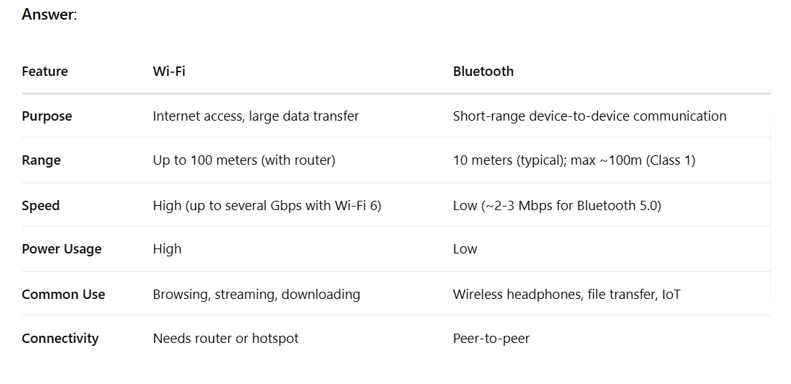 Answer:
Feature Wi-Fi Bluetooth
Purpose Internet access, large data transfer Short-range device-to-device communication
Range Up to 100 meters (with router) 10 meters (typical); max ~100m (Class 1)
Speed High (up to several Gbps with Wi-Fi 6) Low (~2-3 Mbps for Bluetooth 5.0)
Power Usage High Low
Common Use Browsing, streaming, downloading Wireless headphones, file transfer, IoT
Connectivity Needs router or hotspot Peer-to-peer